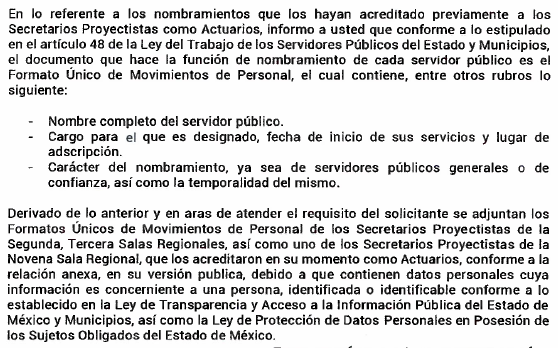 En lo referente a los nombramientos que los hayan acreditado previamente a los
Secretarios Proyectistas como Actuarios, informo a usted que conforme a lo estipulado
en el artículo 48 de la Ley del Trabajo de los Servidores Públicos del Estado y Municipios,
el documento que hace la función de nombramiento de cada servidor público es el
Formato Único de Movimientos de Personal, el cual contiene, entre otros rubros lo
siguiente:
- Nombre completo del servidor público.
- Cargo para el que es designado, fecha de inicio de sus servicios y lugar de
adscripción.
- Carácter del nombramiento, ya sea de servidores públicos generales o de
confianza, así como la temporalidad del mismo.
Derivado de lo anterior y en aras de atender el requisito del solicitante se adjuntan los
Formatos Únicos de Movimientos de Personal de los Secretarios Proyectistas de la
Segunda, Tercera Salas Regionales, así como uno de los Secretarios Proyectistas de la
Novena Sala Regional, que los acreditaron en su momento como Actuarios, conforme a la
relación anexa, en su versión publica, debido a que contienen datos personales cuya
información es concerniente a una persona, identificada o identificable conforme a lo
establecido en la Ley de Transparencia y Acceso a la Información Pública del Estado de
México y Municipios, así como la Ley de Protección de Datos Personales en Posesión de
los Sujetos Obligados del Estado de México.